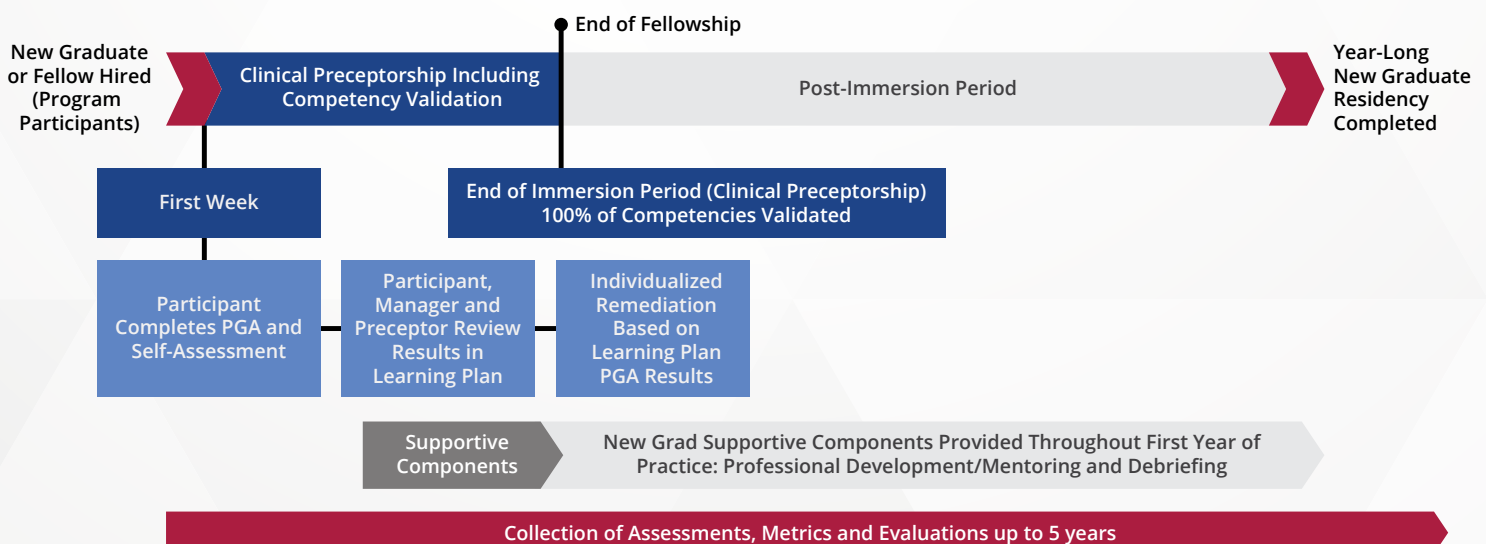 End of Fellowship
New Graduate
or Fellow Hired
(Program
Participants)
Clinical Preceptorship Including
Competency Validation
Post-Immersion Period
Year-Long
New Graduate
Residency
Completed
First Week
End of Immersion Period (Clinical Preceptorship)
100% of Competencies Validated
Participant
Completes PGA and
Self-Assessment
Participant,
Manager and
Preceptor Review
Results in
Learning Plan
Individualized
Remediation
Based on
Learning Plan
PGA Results
Supportive
Components
New Grad Supportive Components Provided Throughout First Year of
Practice: Professional Development/Mentoring and Debriefing
Collection of Assessments, Metrics and Evaluations up to 5 years